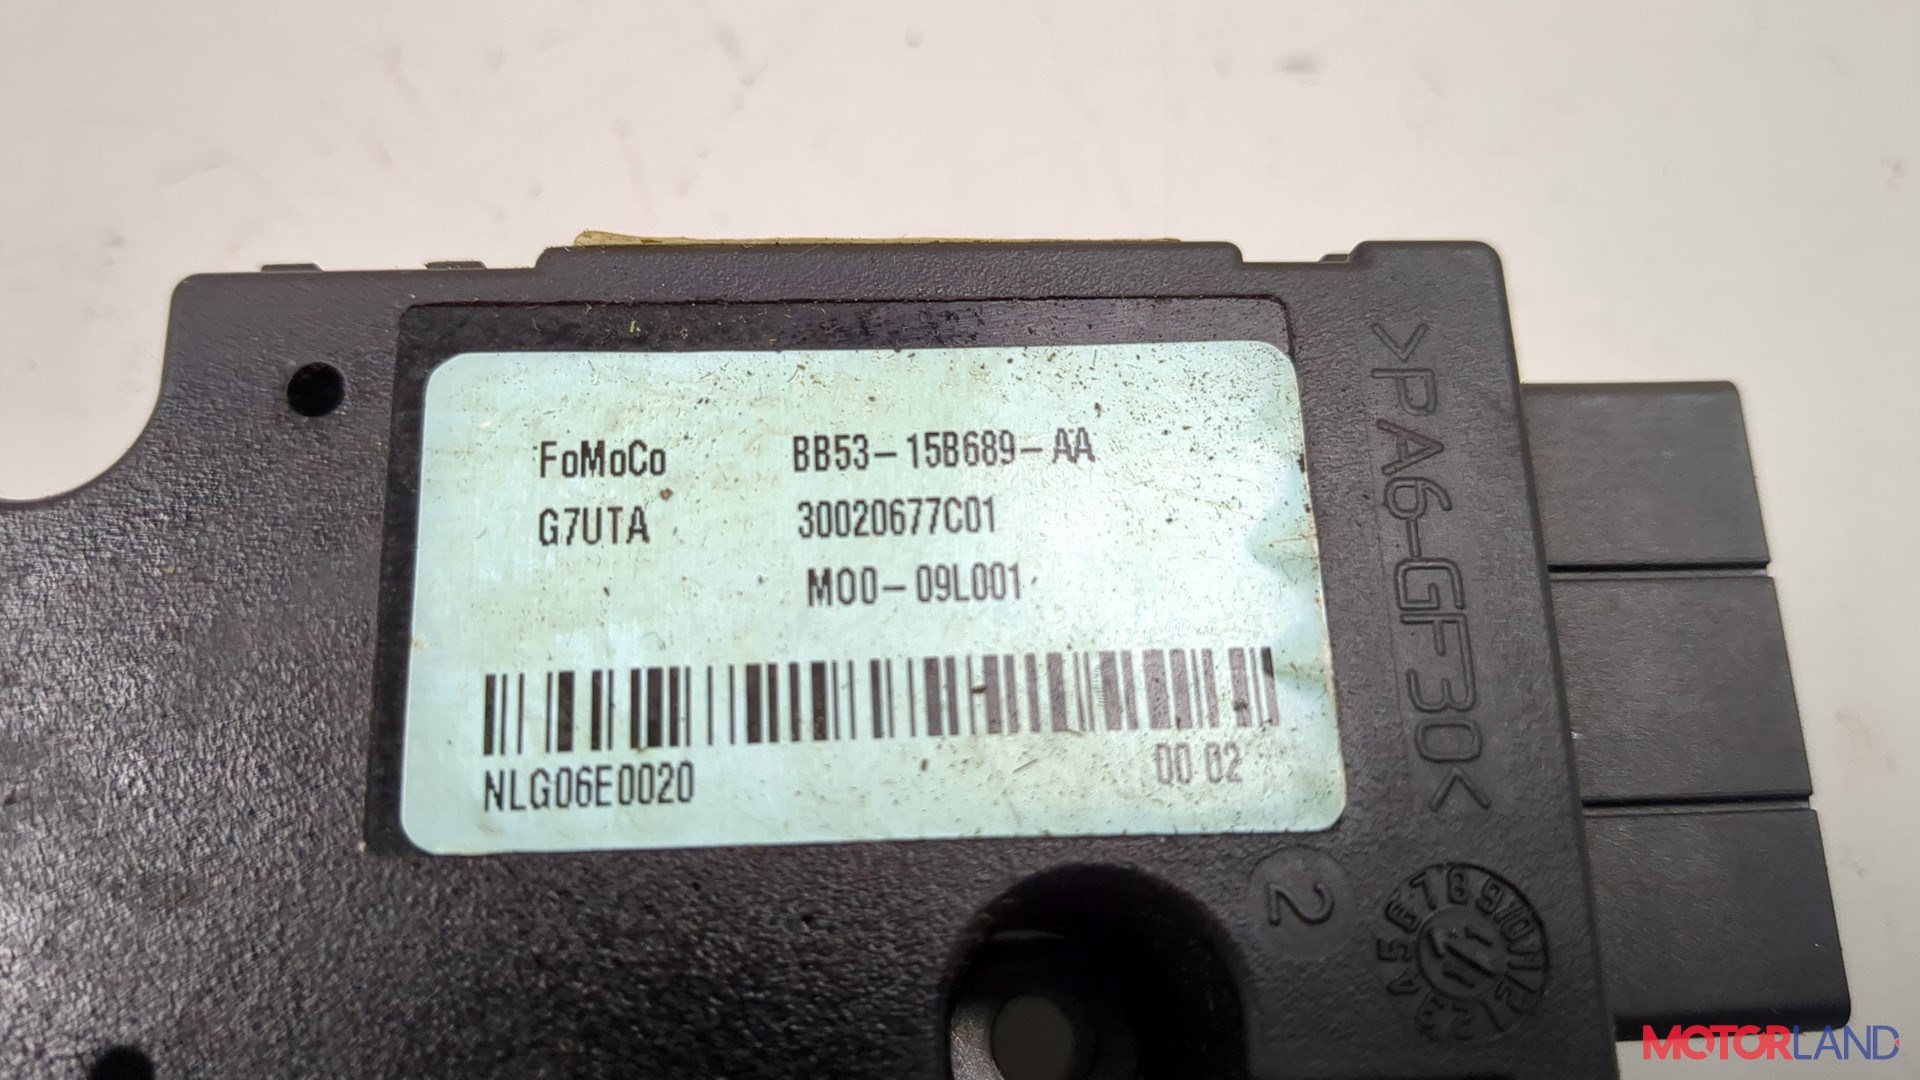 FoMoCo BB53-15B689-AA
G7UTA 30020677C01
M00-09L001
NLG06E0020 00 02
>PA6-GF30<
2
MOTORLAND